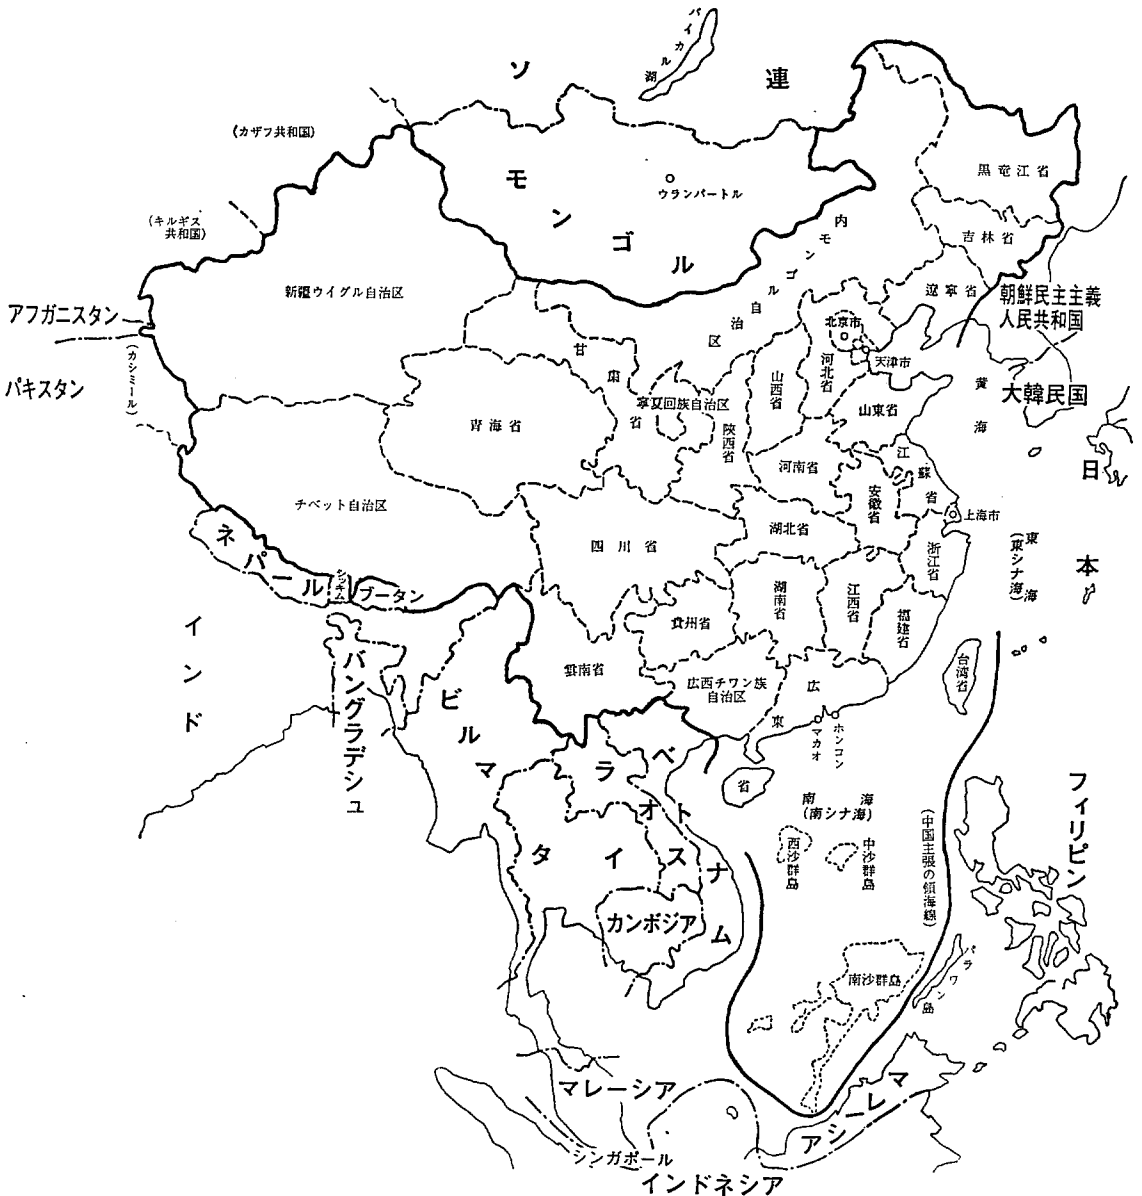 バイカル湖
ソ連
(カザフ共和国)
モンゴル
ウランバートル
黒竜江省
(キルギス
共和国)
吉林省
内モンゴル自治区
新疆ウイグル自治区
遼寧省
朝鮮民主主義
人民共和国
アフガニスタン
(カシミール)
パキスタン
甘粛省
北京市
天津市
河北省
山西省
大韓民国
黄海
寧夏回族自治区
山東省
青海省
陝西省
江蘇省
河南省
安徽省
日本
チベット自治区
上海市
湖北省
四川省
浙江省
東海
(東シナ海)
ネパール
シッキム
ブータン
湖南省
江西省
福建省
貴州省
インド
バングラデシュ
雲南省
広西チワン族
自治区
広東省
台湾省
ビルマ
マカオ
ホンコン
ベトナム
ラオス
南海
(南シナ海)
フィリピン
(中国主張の領海線)
タイ
西沙群島
中沙群島
カンボジア
南沙群島
パラワン島
マレーシア
マレーシア
シンガポール
インドネシア